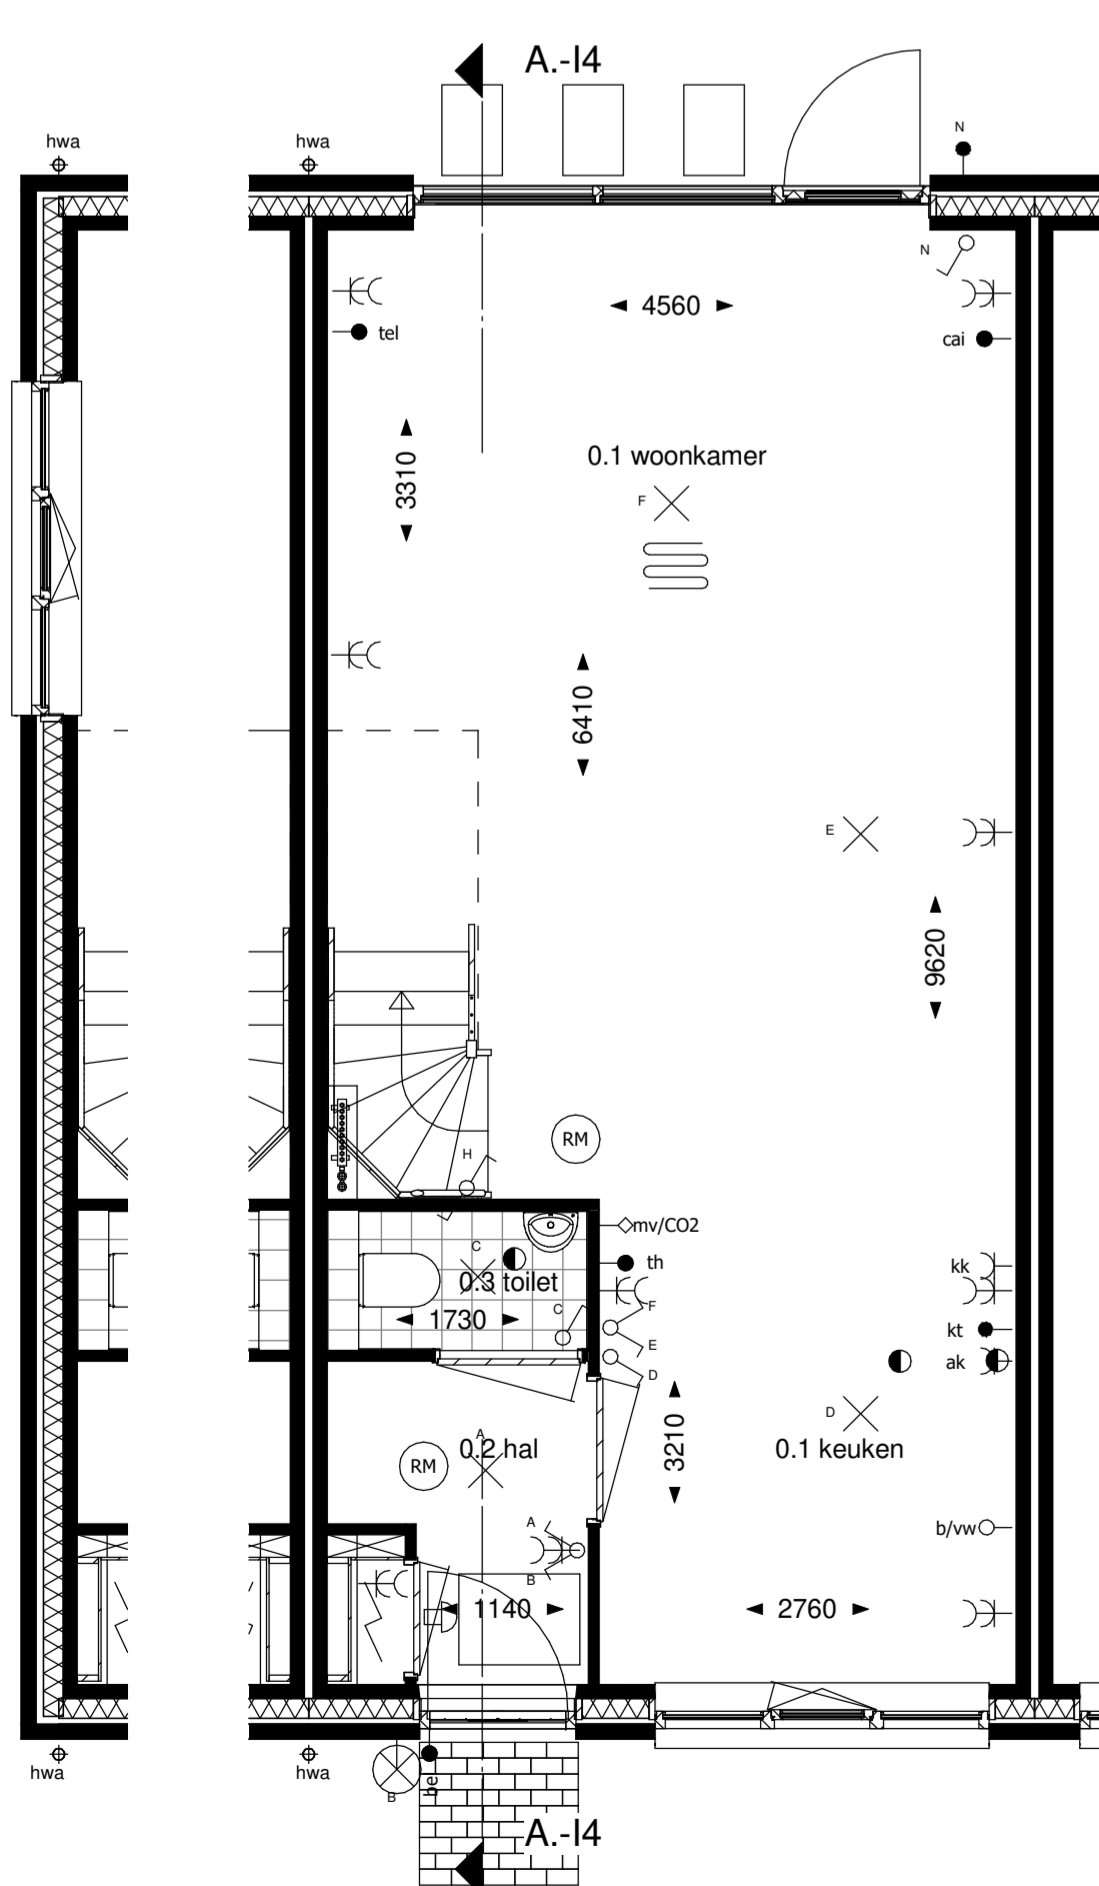 A.-I4
hwa
hwa
N
N
4560
tel
cai
3310
0.1 woonkamer
F
6410
E
9620
RM
H
mv/CO2
C
th
kk
0.3 toilet
F
C
1730
kt
E
ak
D
D
A
3210
0.2 hal
0.1 keuken
RM
A
b/vw
B
1140
2760
hwa
hwa
be
B
A.-I4